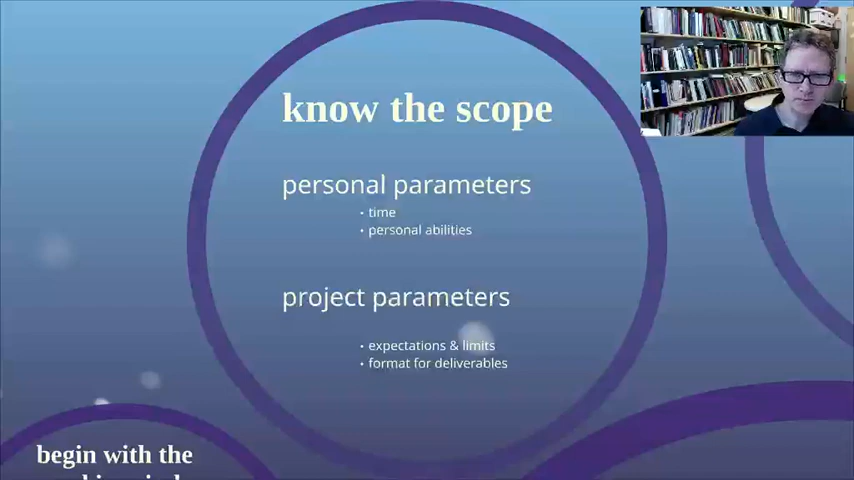 know the scope
personal parameters
• time
• personal abilities
project parameters
• expectations & limits
• format for deliverables
begin with the